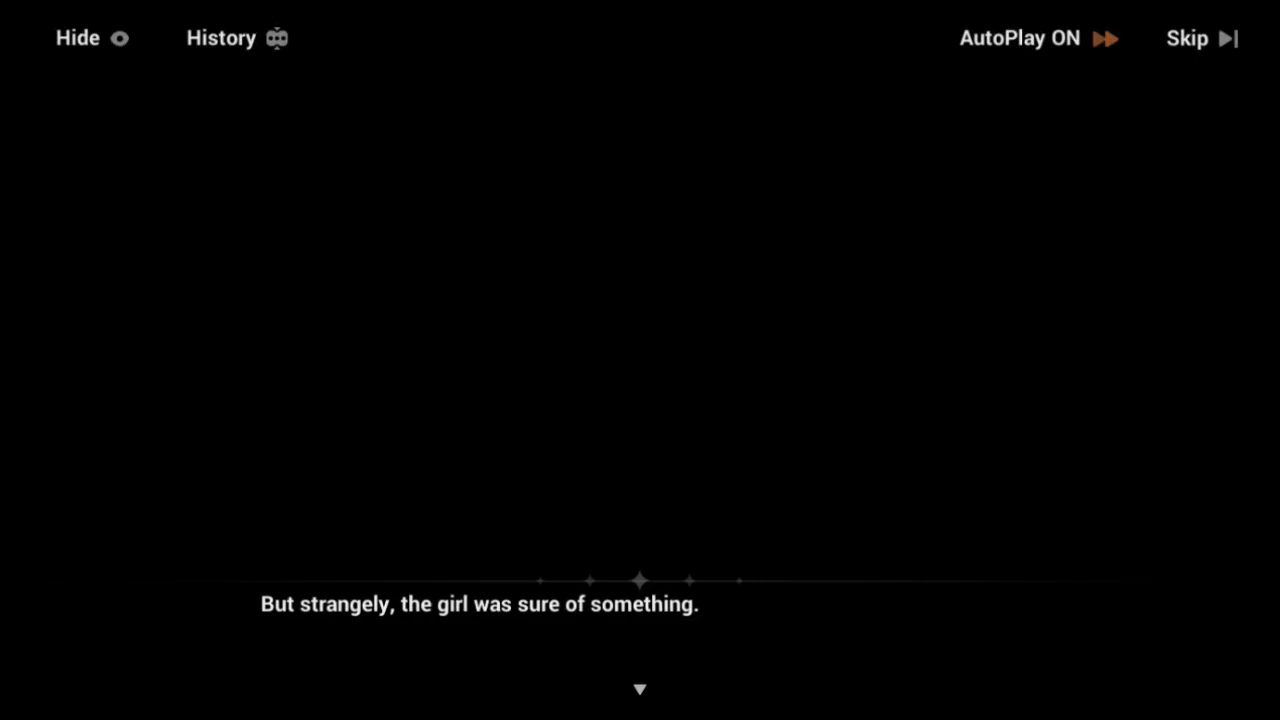 Hide
History
AutoPlay ON
Skip
But strangely, the girl was sure of something.